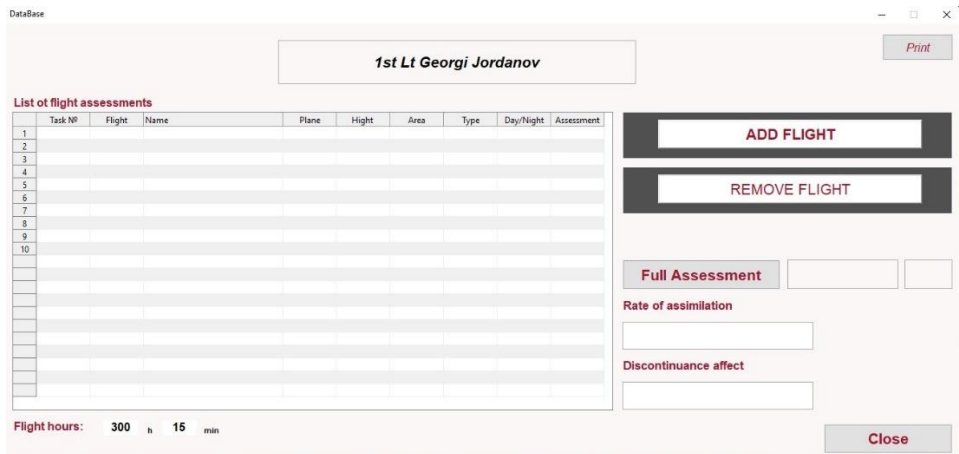 DataBase
Print
1st Lt Georgi Jordanov
List ot flight assessments
Task № Flight Name Plane Hight Area Type Day/Night Assessment
1
2
3
4
5
6
7
8
9
10
ADD FLIGHT
REMOVE FLIGHT
Full Assessment
Rate of assimilation
Discontinuance affect
Flight hours: 300 h 15 min
Close